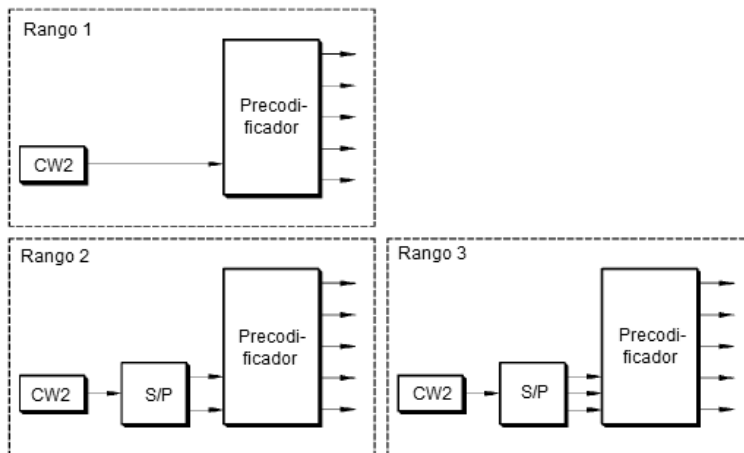 Rango 1
Precodi-
ficador
CW2
Rango 2
Precodi-
ficador
CW2
S/P
Rango 3
Precodi-
ficador
CW2
S/P